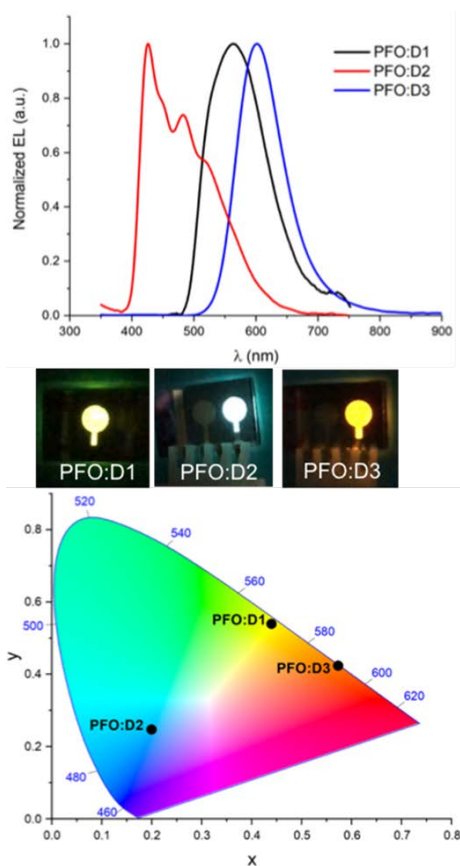 PFO:D1
PFO:D2
PFO:D3
Normalized EL (a.u.)
1.0
0.8
0.6
0.4
0.2
0.0
300 400 500 600 700 800 900
λ (nm)
PFO:D1 PFO:D2 PFO:D3
520
0.8
540
560
0.6
500
PFO:D1
580
y
0.4
PFO:D3
600
620
PFO:D2
0.2
480
460
0.0
0.0 0.1 0.2 0.3 0.4 0.5 0.6 0.7 0.8
x